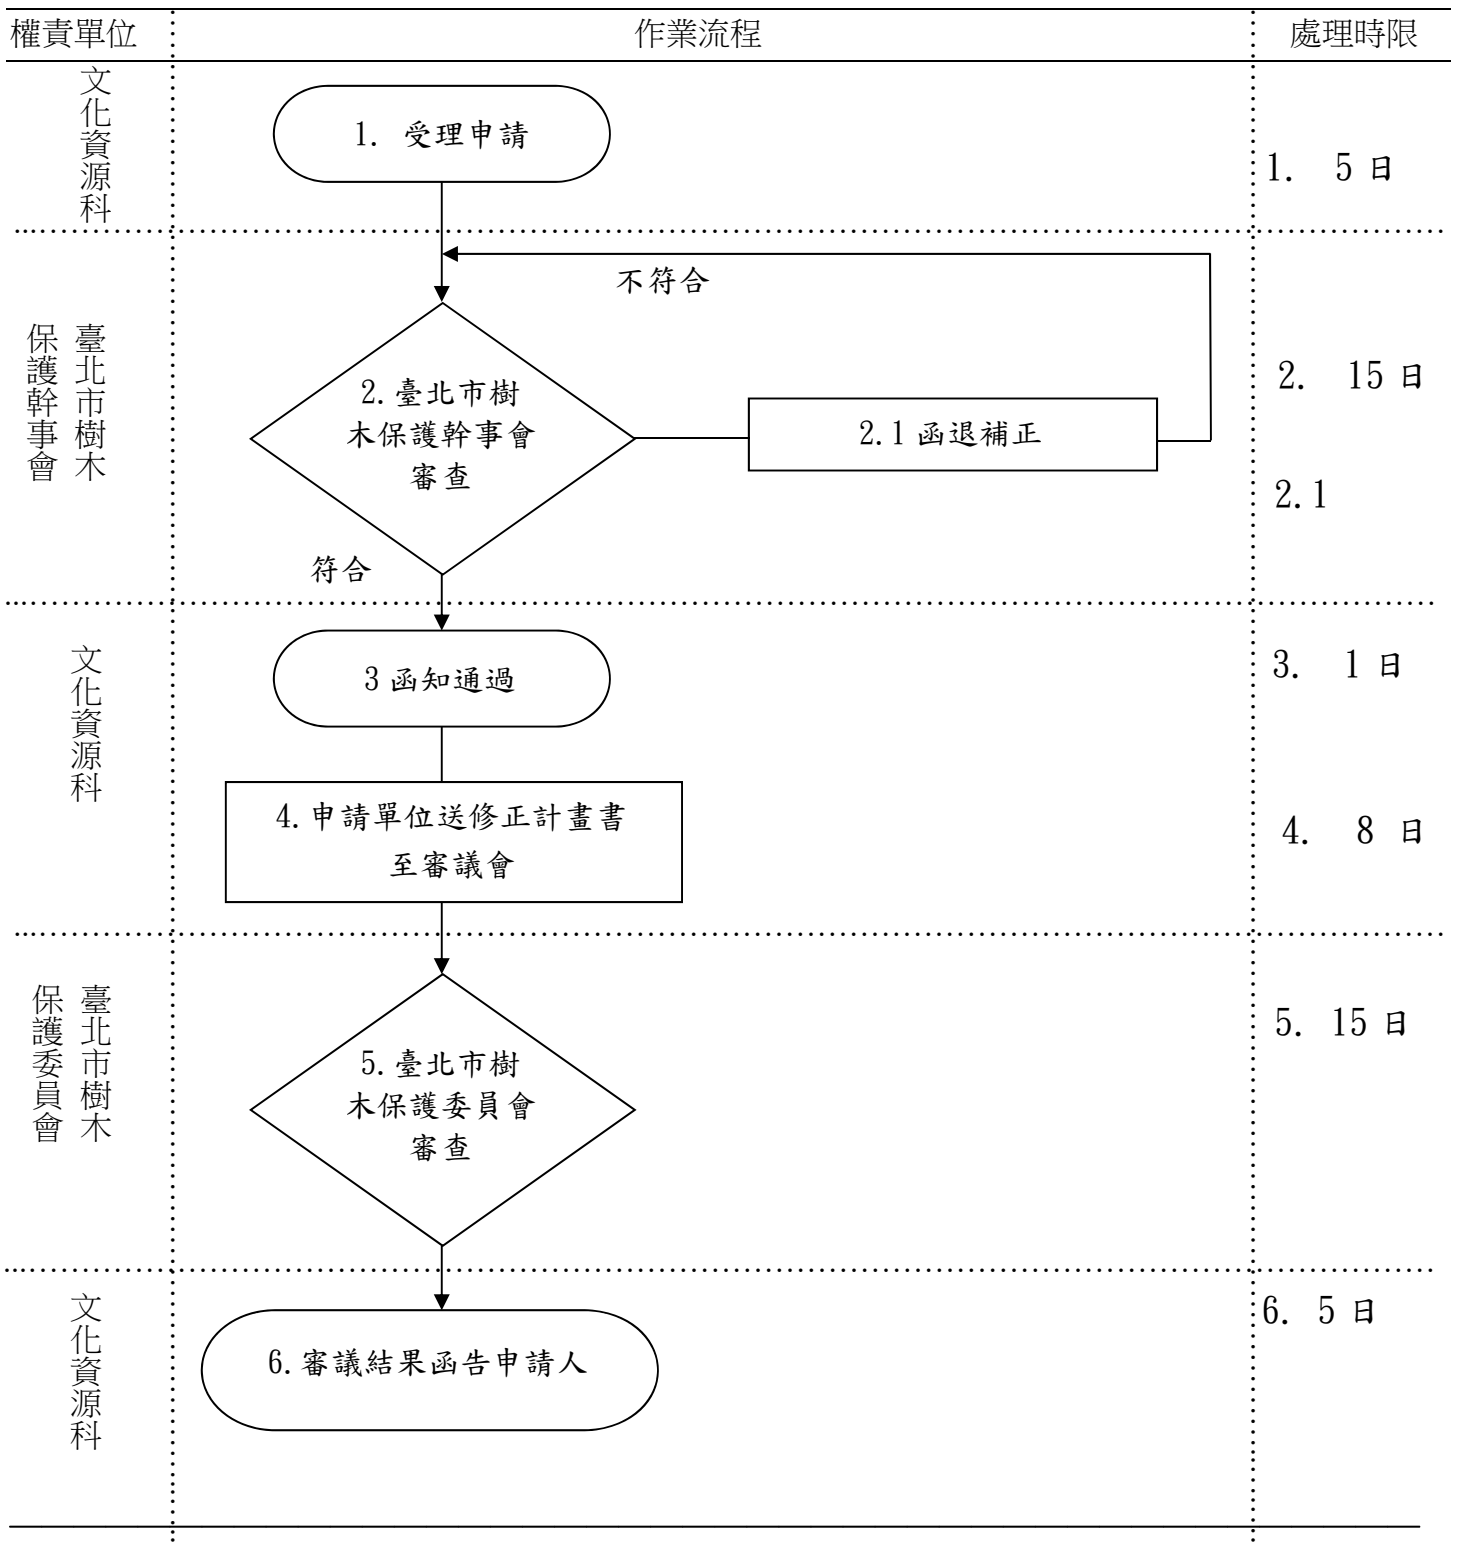 權責單位
作業流程
處理時限
文化資源科
1. 受理申請
1. 5日
臺北市樹木
保護幹事會
不符合
2.臺北市樹
木保護幹事會
審查
2.1函退補正
2. 15日
2.1
符合
文化資源科
3函知通過
3. 1日
4.申請單位送修正計畫書
至審議會
4. 8 日
臺北市樹木
保護委員會
5.臺北市樹
木保護委員會
審查
5. 15日
文化資源科
6.審議結果函告申請人
6. 5日